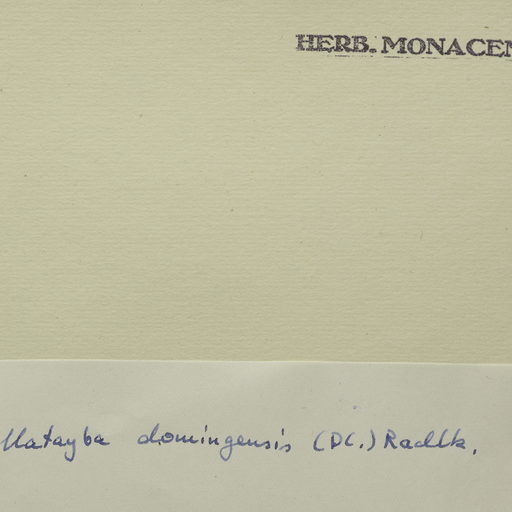 HERB. MONACEN
Matayba domingensis (DC.) Radlk.